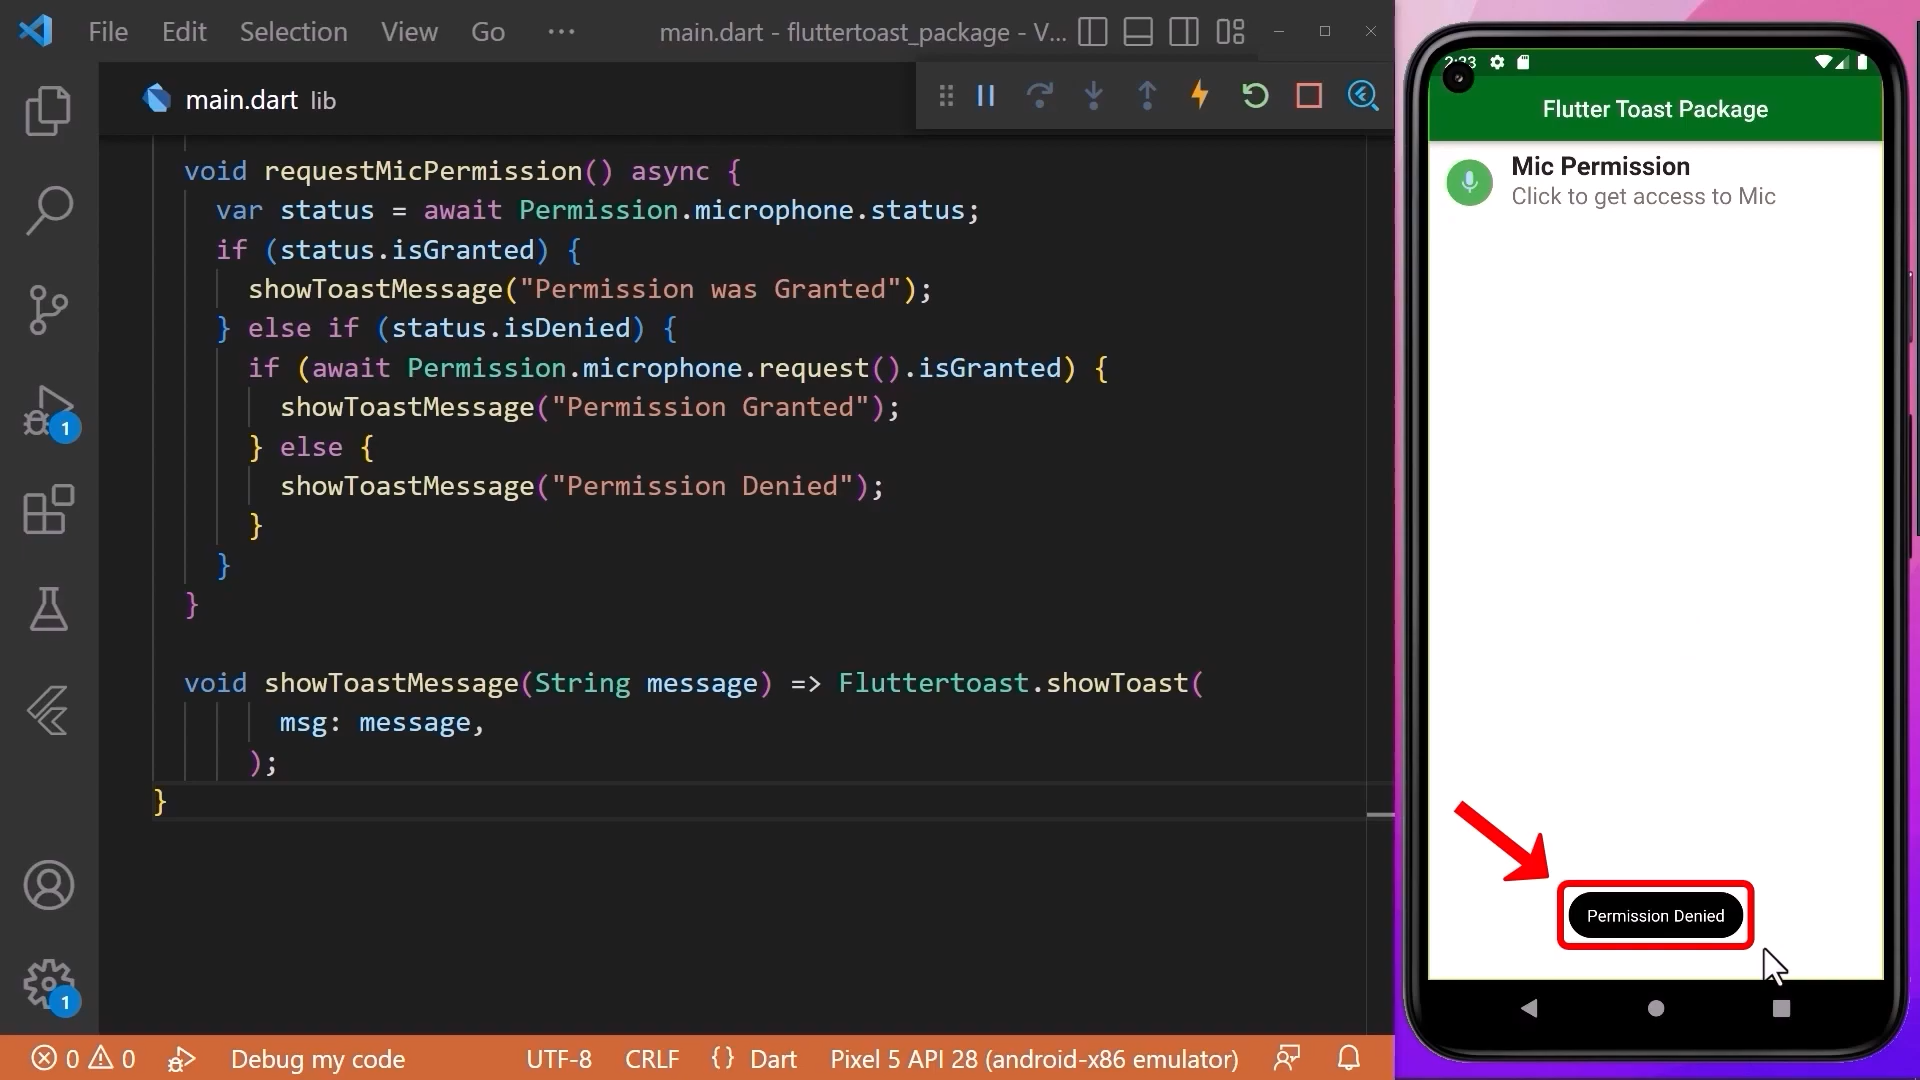 File Edit Selection View Go ... main.dart - fluttertoast_package - V...
main.dart lib
void requestMicPermission() async {
var status = await Permission.microphone.status;
if (status.isGranted) {
showToastMessage("Permission was Granted");
} else if (status.isDenied) {
if (await Permission.microphone.request().isGranted) {
showToastMessage("Permission Granted");
} else {
showToastMessage("Permission Denied");
}
}
}
void showToastMessage(String message) => Fluttertoast.showToast(
msg: message,
);
}
1
1
0 0 Debug my code UTF-8 CRLF {} Dart Pixel 5 API 28 (android-x86 emulator)
Flutter Toast Package
Mic Permission
Click to get access to Mic
Permission Denied